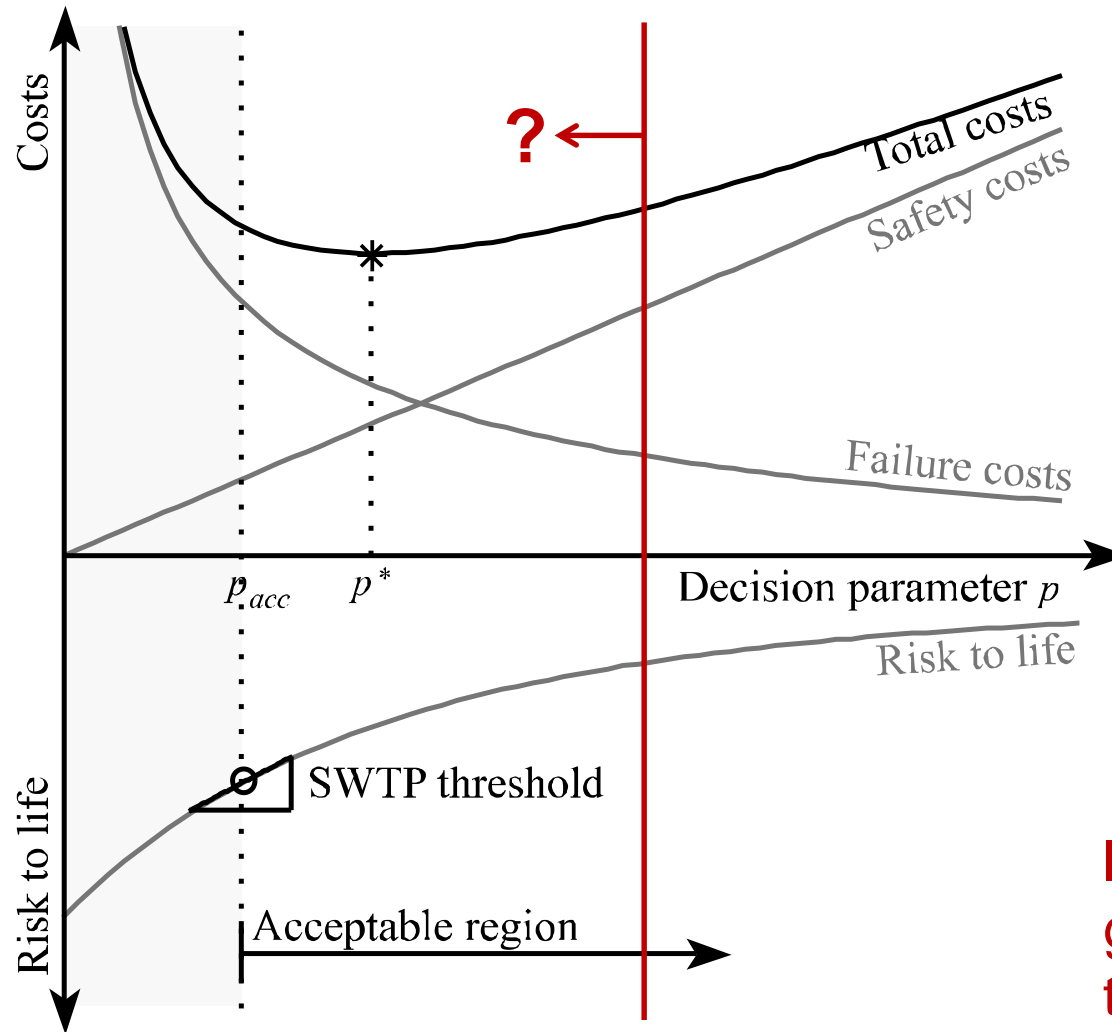 Costs
?
Total costs
Safety costs
Failure costs
p acc
p *
Decision parameter p
Risk to life
SWTP threshold
Risk to life
Acceptable region
g
t